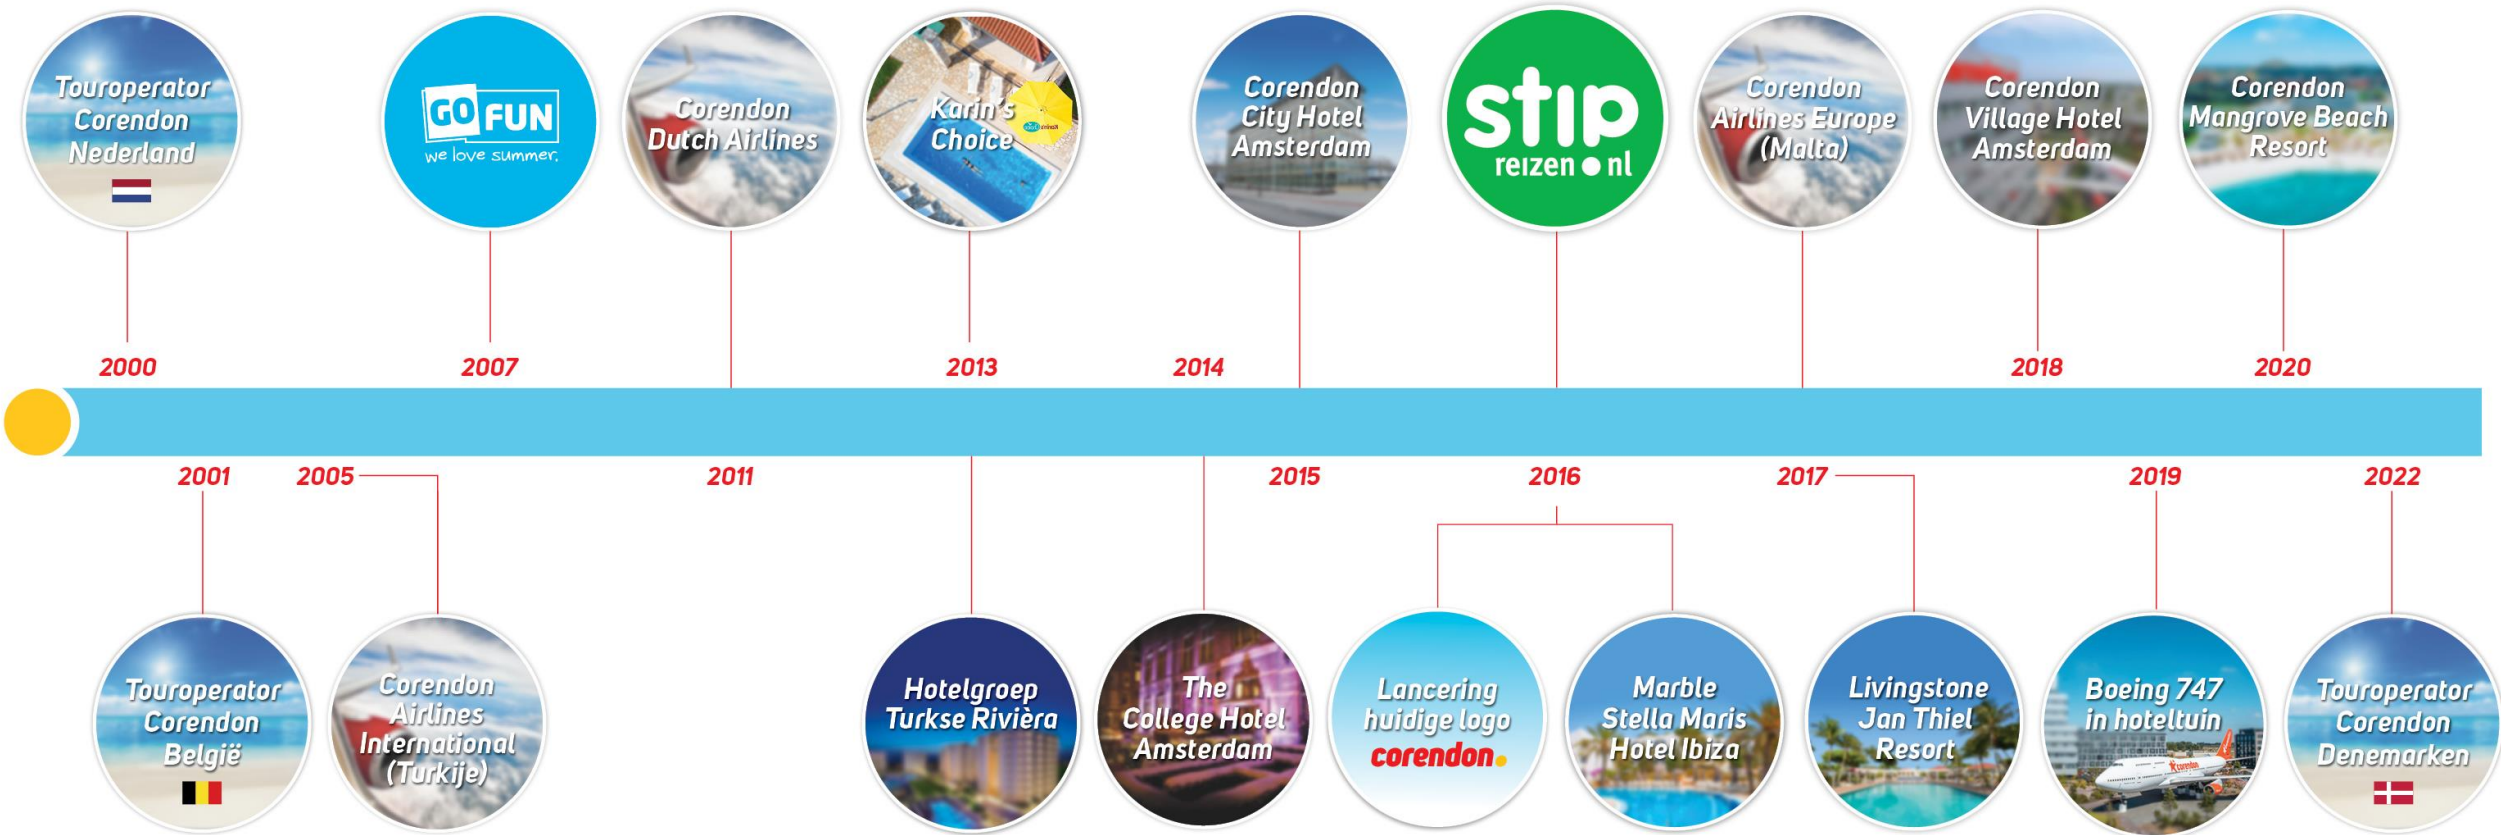 Touroperator
Corendon
Nederland
GO FUN
we love summer;
Corendon
Dutch Airlines
Karin's
Choice
Corendon
City Hotel
Amsterdam
stip
reizen.nl
Corendon
Airlines Europe
(Malta)
Corendon
Village Hotel
Amsterdam
Corendon
Mangrove Beach
Resort
2000
2007
2013
2014
2018
2020
2001
2005
2011
2015
2016
2017
2019
2022
Touroperator
Corendon
België
Corendon
Airlines
International
(Turkije)
Hotelgroep
Turkse Rivièra
The
College Hotel
Amsterdam
Lancering
huidige logo
corendon.
Marble
Stella Maris
Hotel Ibiza
Livingstone
Jan Thiel
Resort
Boeing 747
in hoteltuin
corendon
Touroperator
Corendon
Denemarken